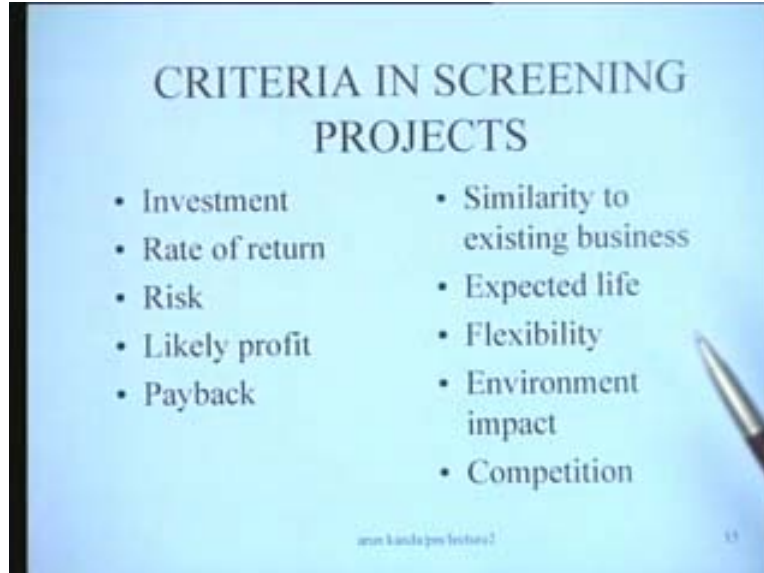 CRITERIA IN SCREENING
PROJECTS
• Investment
• Rate of return
• Risk
• Likely profit
• Payback
• Similarity to
existing business
• Expected life
• Flexibility
• Environment
impact
• Competition